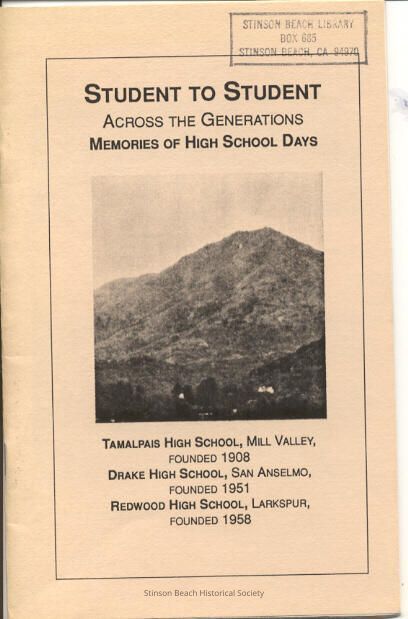 STINSON BEACH LIBRARY
BOX 685
STINSON BEACH, CA 94970
STUDENT TO STUDENT
ACROSS THE GENERATIONS
MEMORIES OF HIGH SCHOOL DAYS
TAMALPAIS HIGH SCHOOL, MILL VALLEY,
FOUNDED 1908
DRAKE HIGH SCHOOL, SAN ANSELMO,
FOUNDED 1951
REDWOOD HIGH SCHOOL, LARKSPUR,
FOUNDED 1958
Stinson Beach Historical Society